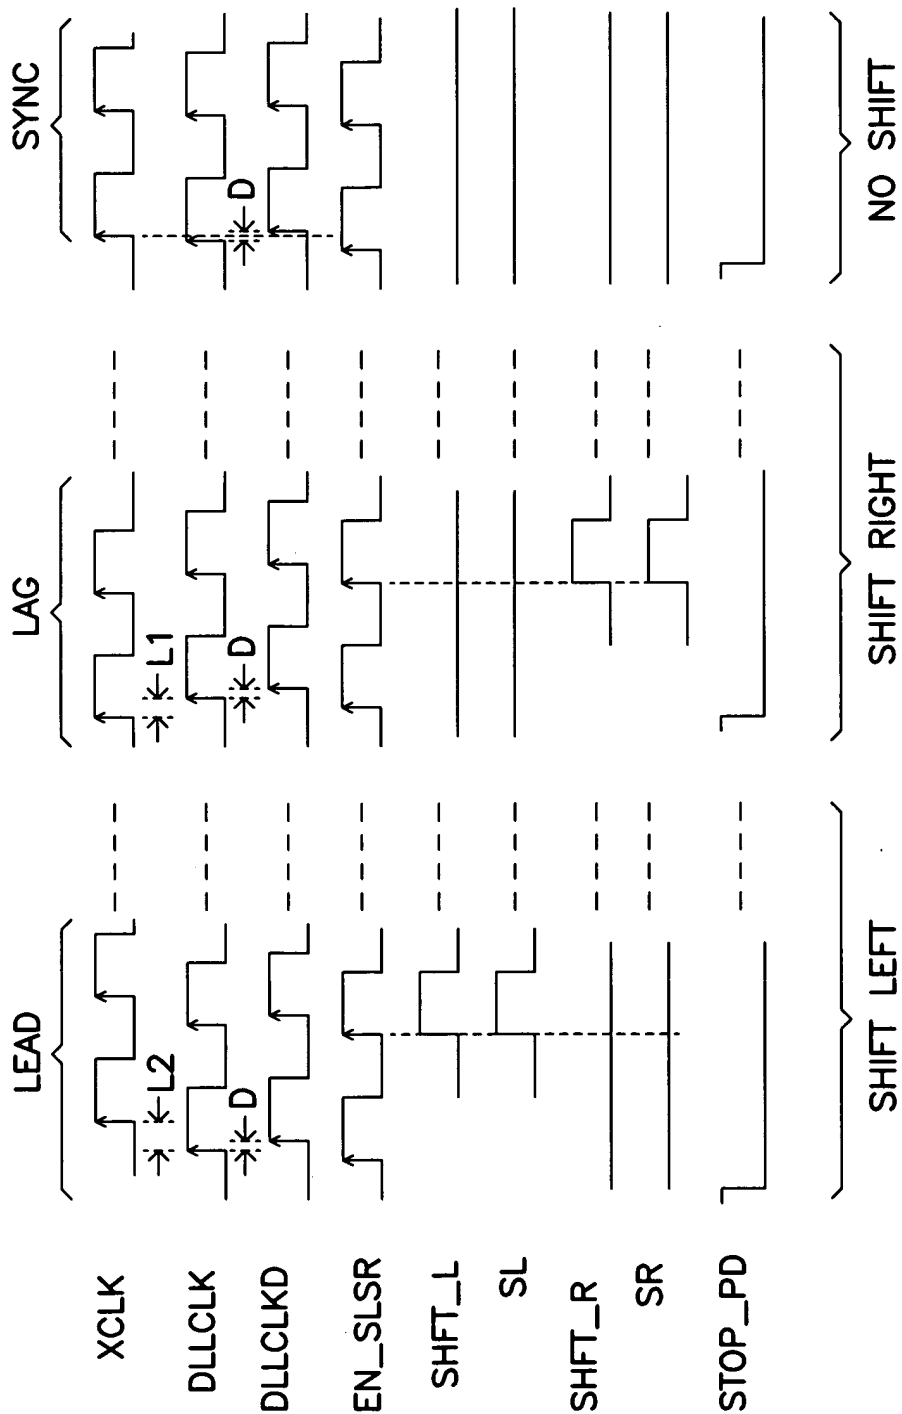 LEAD
LAG
SYNC
XCLK
L2
L1
DLLCLK
D
D
D
DLLCLKD
EN_SLSR
SHFT_L
SL
SHFT_R
SR
STOP_PD
SHIFT LEFT
SHIFT RIGHT
NO SHIFT